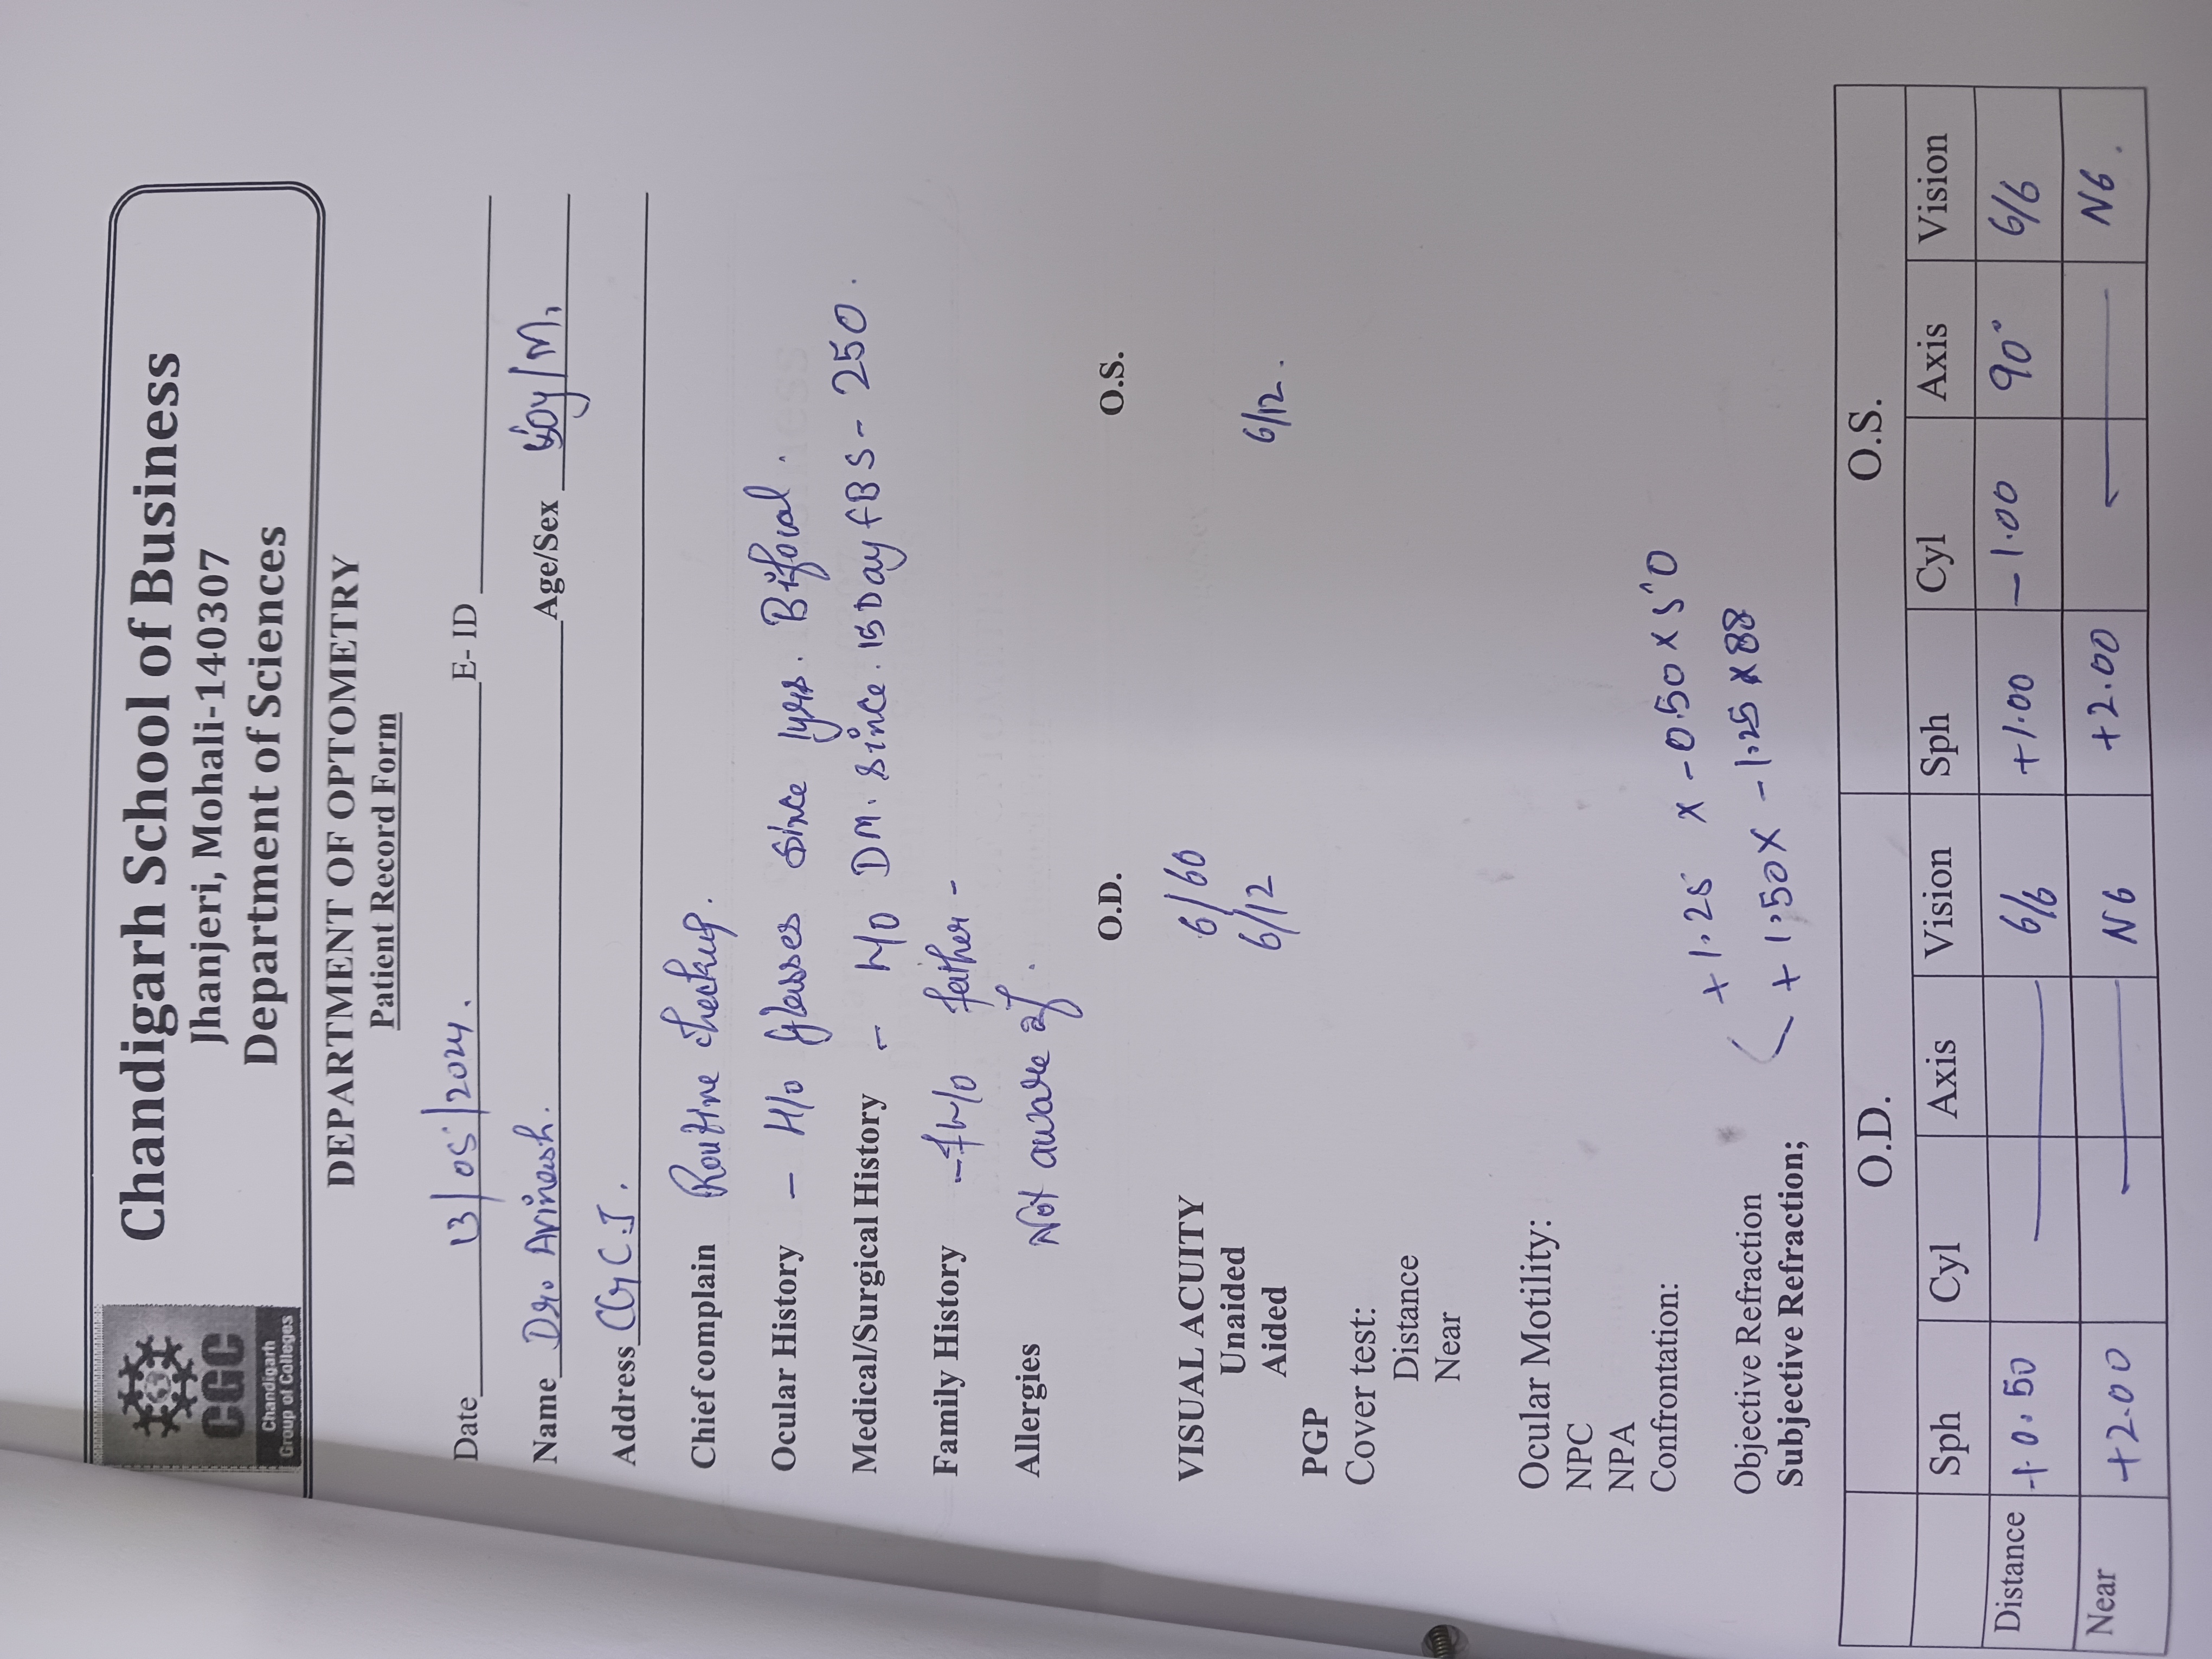 CGC
Chandigarh
Group of Colleges
Chandigarh School of Business
Jhanjeri, Mohali-140307
Department of Sciences
DEPARTMENT OF OPTOMETRY
Patient Record Form
Date 13/05/2024. E- ID
Name Dr. Avinash. Age/Sex 50y/M,
Address CGCJ.
Chief complain Routine checkup.
Ocular History - H/o Glasses since 1yrs. Bifocal.
Medical/Surgical History - H/o DM. since. 15 Day FBS - 250.
Family History - FH/o father -
Allergies Not aware of.
O.D. O.S.
VISUAL ACUITY 6/60
Unaided
Aided 6/12 6/12.
PGP
Cover test:
Distance
Near
Ocular Motility:
NPC
NPA
Confrontation:
+1.25 x -0.50 x
Objective Refraction
+1.50 x -1.25 x 88
Subjective Refraction;
O.D. O.S.
Sph Cyl Axis Vision Sph Cyl Axis Vision
Distance +0.50 6/6 +1.00 -1.00 90° 6/6
Near +2.00 N6 +2.00 N6.